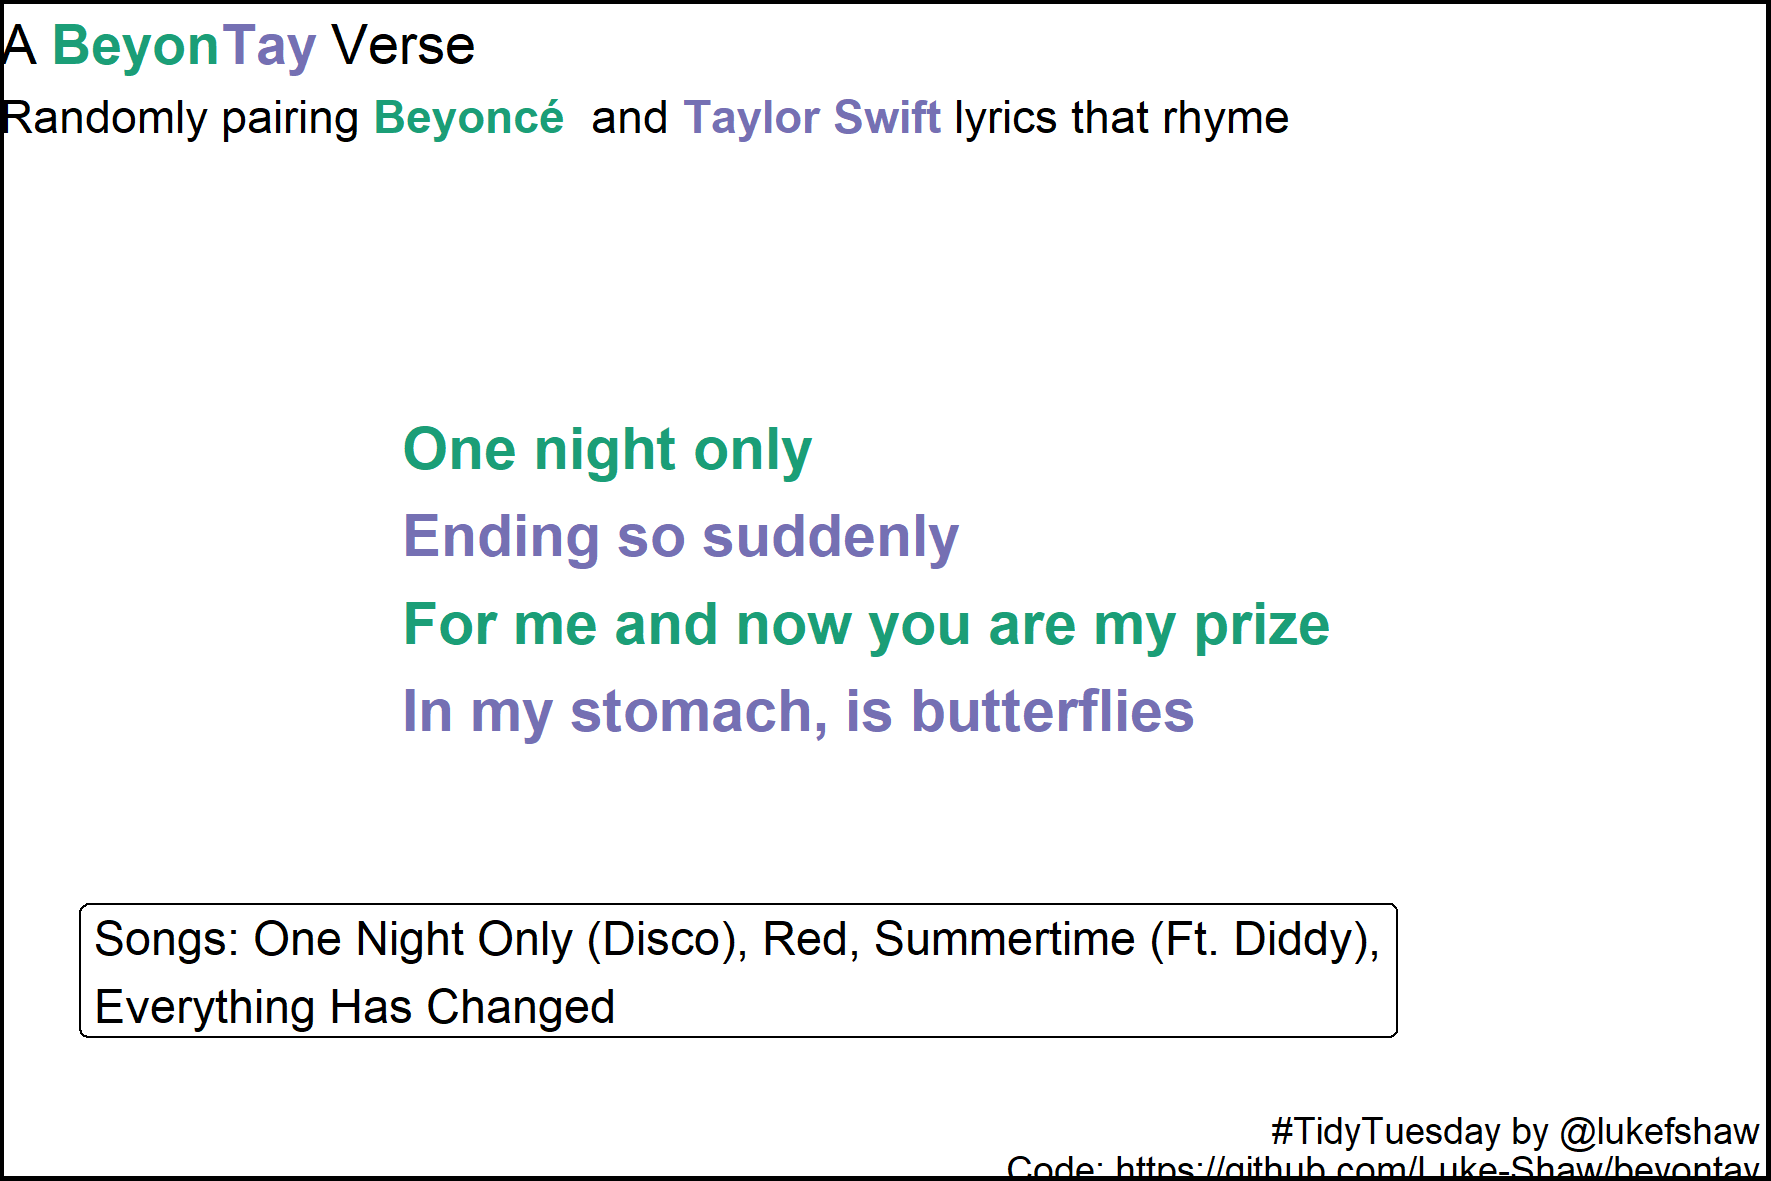 A BeyonTay Verse
Randomly pairing Beyoncé and Taylor Swift lyrics that rhyme
One night only
Ending so suddenly
For me and now you are my prize
In my stomach, is butterflies
Songs: One Night Only (Disco), Red, Summertime (Ft. Diddy),
Everything Has Changed
#TidyTuesday by @lukefshaw
Code: https://github.com/Luke-Shaw/beyontay